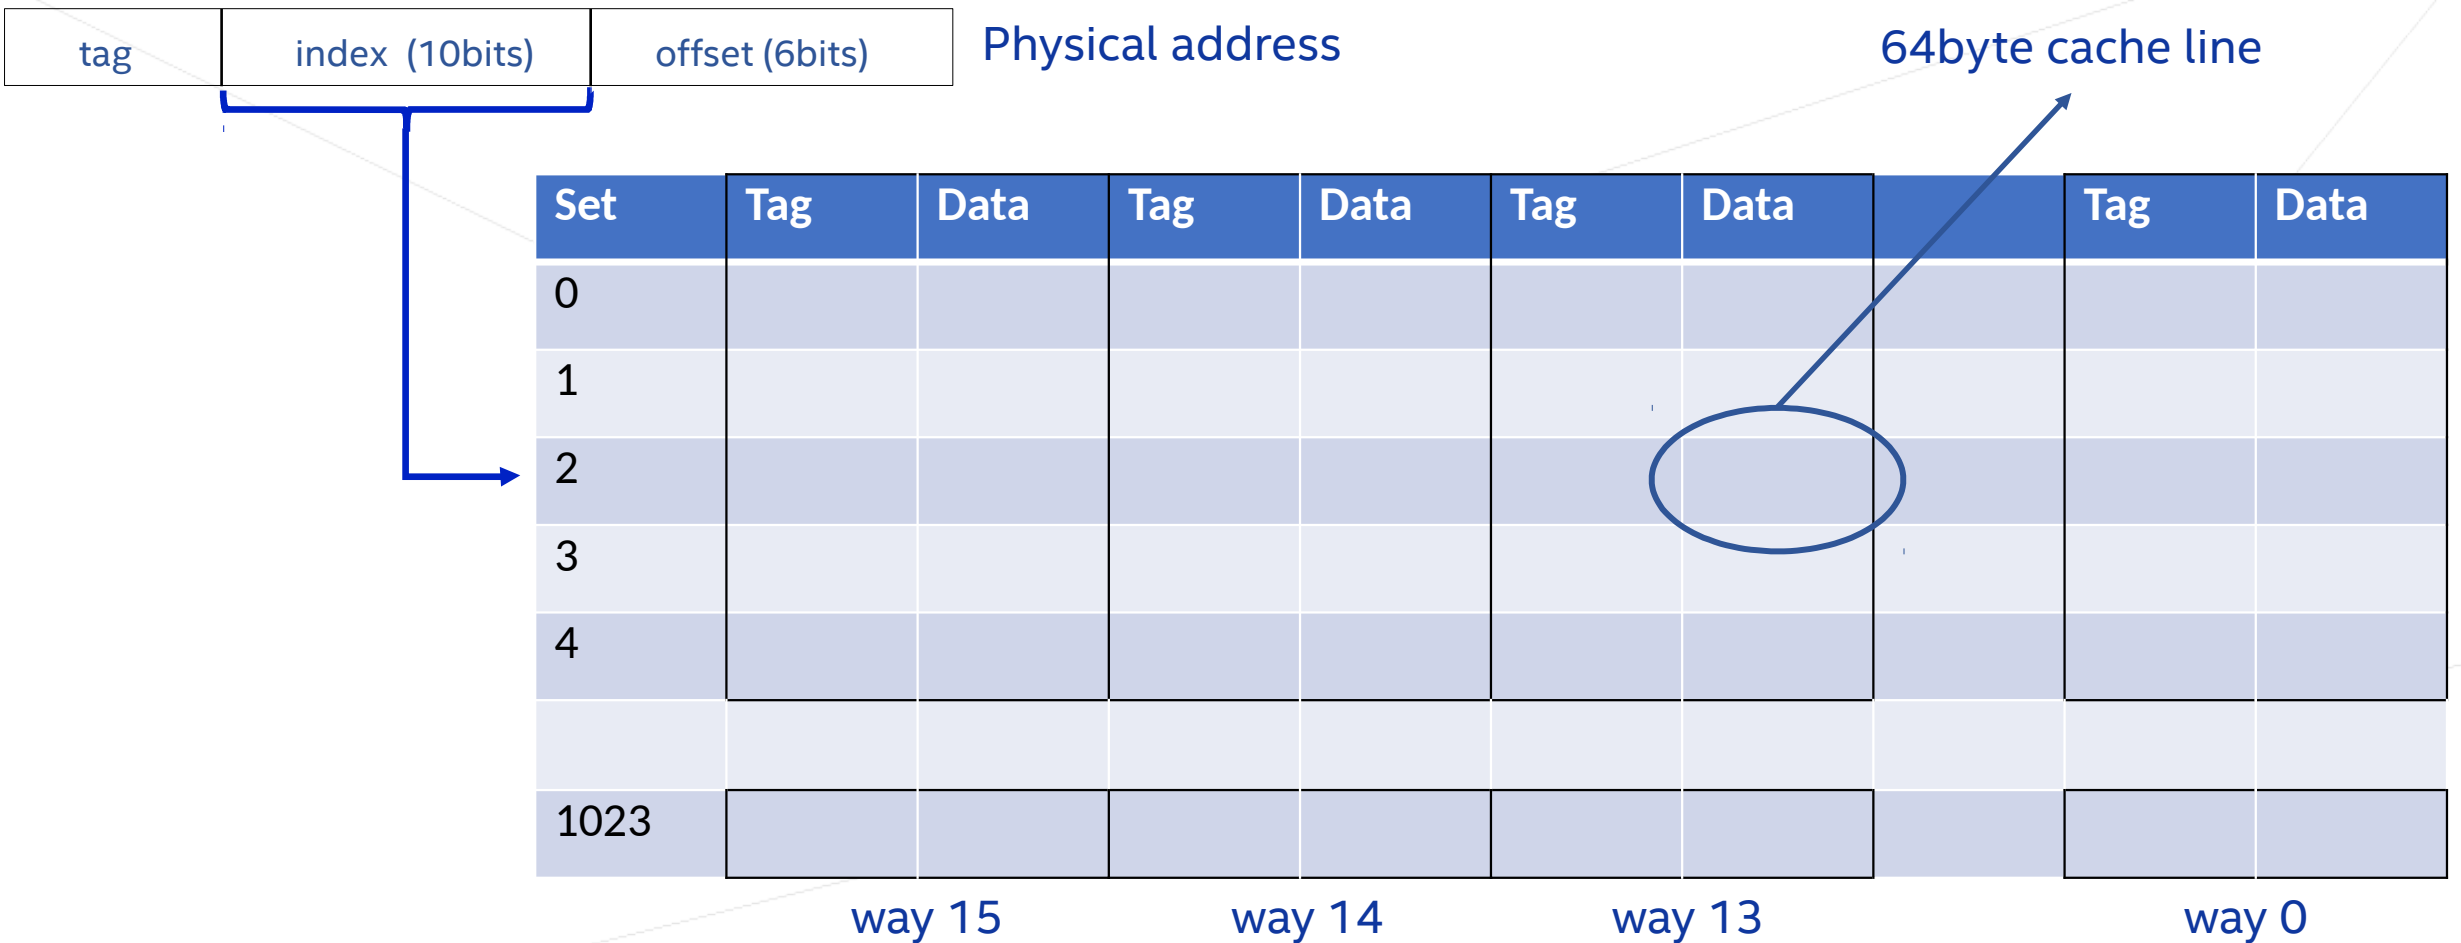 tag index (10bits) offset (6bits) Physical address 64byte cache line
Set Tag Data Tag Data Tag Data Tag Data
0
1
2
3
4
1023
way 15 way 14 way 13 way 0